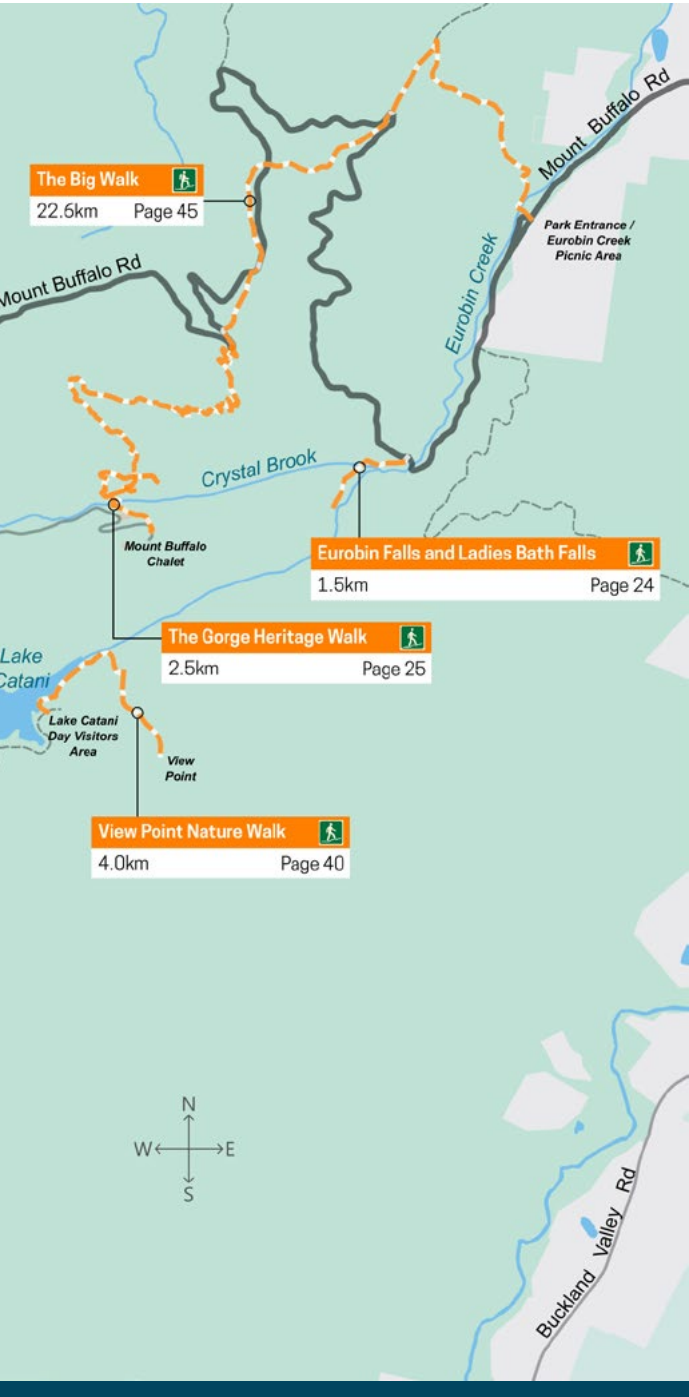 Mount Buffalo Rd
The Big Walk
22.6km Page 45
Park Entrance /
Eurobin Creek
Picnic Area
Eurobin Creek
Mount Buffalo Rd
Crystal Brook
Mount Buffalo
Chalet
Eurobin Falls and Ladies Bath Falls
1.5km Page 24
The Gorge Heritage Walk
2.5km Page 25
Lake
Catani
Lake Catani
Day Visitors
Area
View
Point
View Point Nature Walk
4.0km Page 40
N
W E
S
Buckland Valley Rd